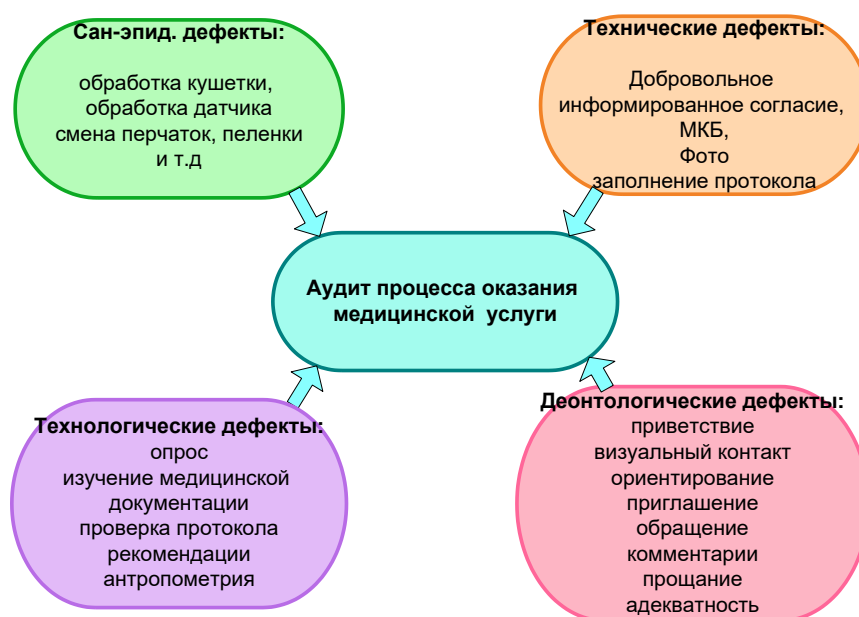 Сан-эпид. дефекты:
обработка кушетки,
обработка датчика
смена перчаток, пеленки
и т.д
Технические дефекты:
Добровольное
информированное согласие,
МКБ,
Фото
заполнение протокола
Аудит процесса оказания
медицинской услуги
Технологические дефекты:
опрос
изучение медицинской
документации
проверка протокола
рекомендации
антропометрия
Деонтологические дефекты:
приветствие
визуальный контакт
ориентирование
приглашение
обращение
комментарии
прощание
адекватность